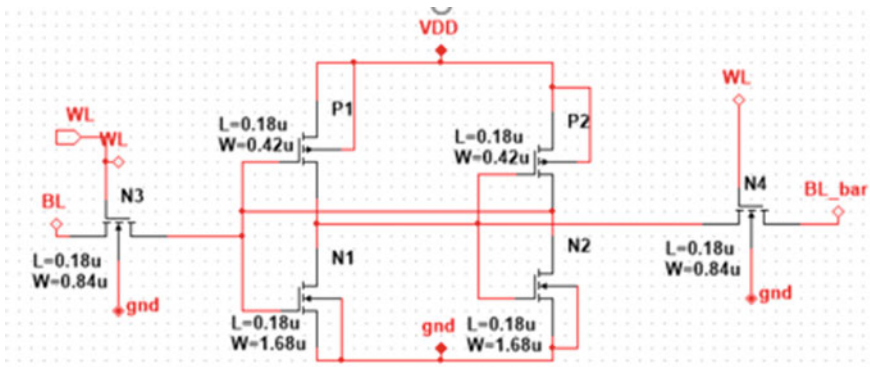 VDD
WL
WL
P1
L=0.18u
W=0.42u
P2
L=0.18u
W=0.42u
WL
BL
N3
N4
BL_bar
L=0.18u
W=0.84u
gnd
N1
L=0.18u
W=1.68u
gnd
N2
L=0.18u
W=1.68u
L=0.18u
W=0.84u
gnd